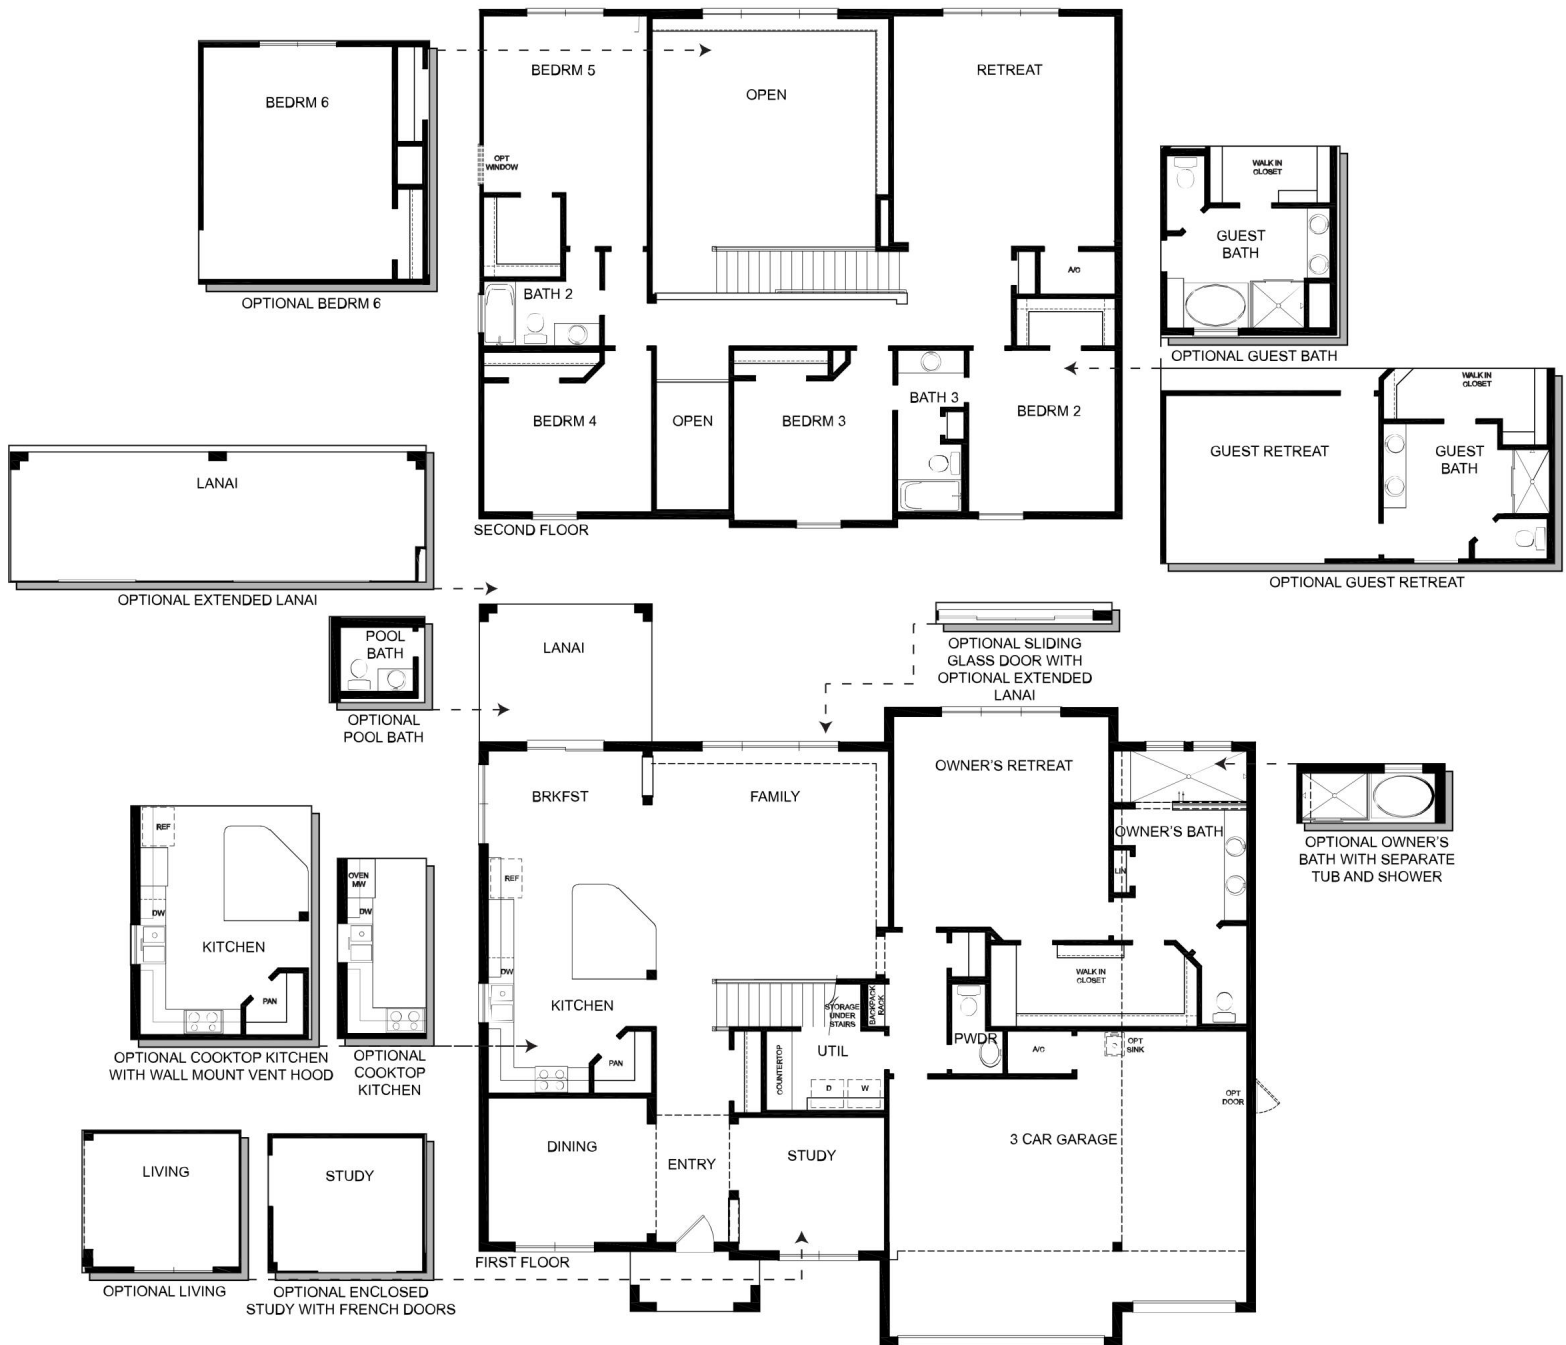 BEDRM 6
OPTIONAL BEDRM 6
BEDRM 5
OPT
WINDOW
OPEN
RETREAT
A/C
BATH 2
BEDRM 4
OPEN
BEDRM 3
BATH 3
BEDRM 2
SECOND FLOOR
WALK IN
CLOSET
GUEST
BATH
OPTIONAL GUEST BATH
WALK IN
CLOSET
GUEST RETREAT
GUEST
BATH
OPTIONAL GUEST RETREAT
LANAI
OPTIONAL EXTENDED LANAI
POOL
BATH
OPTIONAL
POOL BATH
LANAI
OPTIONAL SLIDING
GLASS DOOR WITH
OPTIONAL EXTENDED
LANAI
BRKFST
FAMILY
OWNER'S RETREAT
OWNER'S BATH
LIN
OPTIONAL OWNER'S
BATH WITH SEPARATE
TUB AND SHOWER
REF
DW
KITCHEN
PAN
OPTIONAL COOKTOP KITCHEN
WITH WALL MOUNT VENT HOOD
OVEN
MW
DW
OPTIONAL
COOKTOP
KITCHEN
REF
DW
KITCHEN
PAN
STORAGE
UNDER
STAIRS
BACKPACK
RACK
WALK IN
CLOSET
PWDR
UTIL
COUNTERTOP
D
W
A/C
OPT
SINK
OPT
DOOR
3 CAR GARAGE
DINING
ENTRY
STUDY
FIRST FLOOR
LIVING
OPTIONAL LIVING
STUDY
OPTIONAL ENCLOSED
STUDY WITH FRENCH DOORS